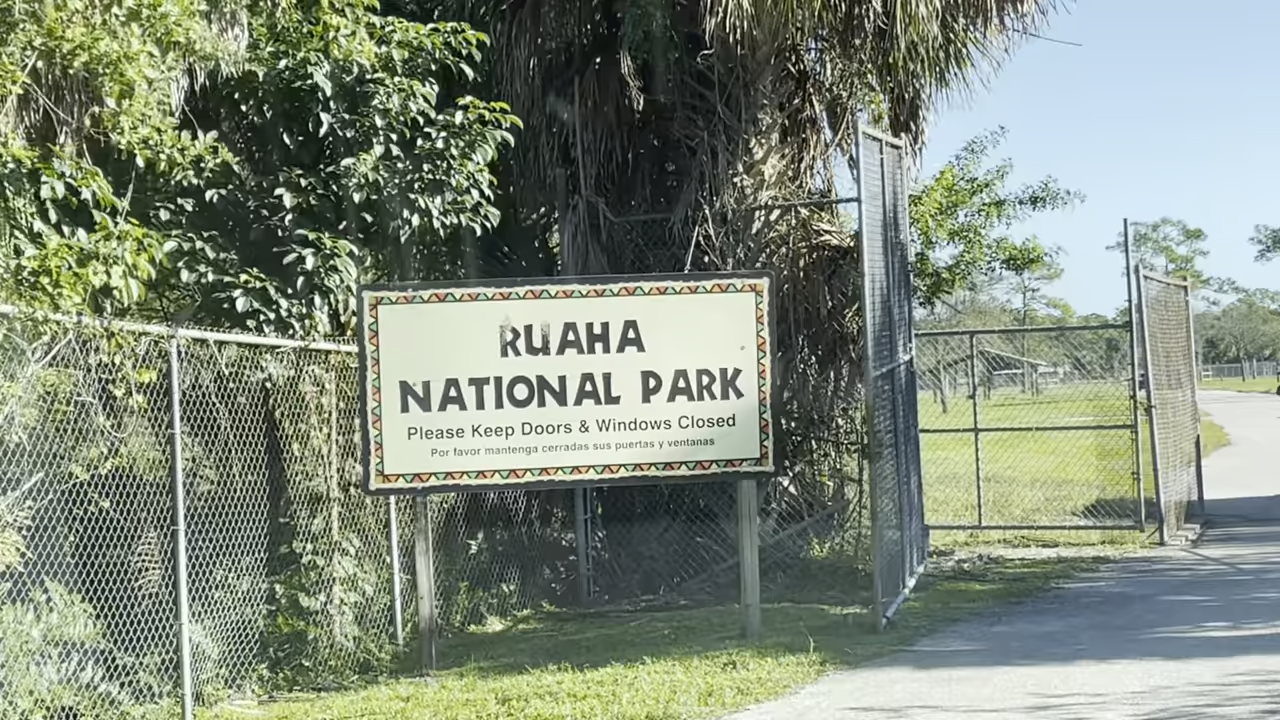 RUAHA
NATIONAL PARK
Please Keep Doors & Windows Closed
Por favor mantenga cerradas sus puertas y ventanas